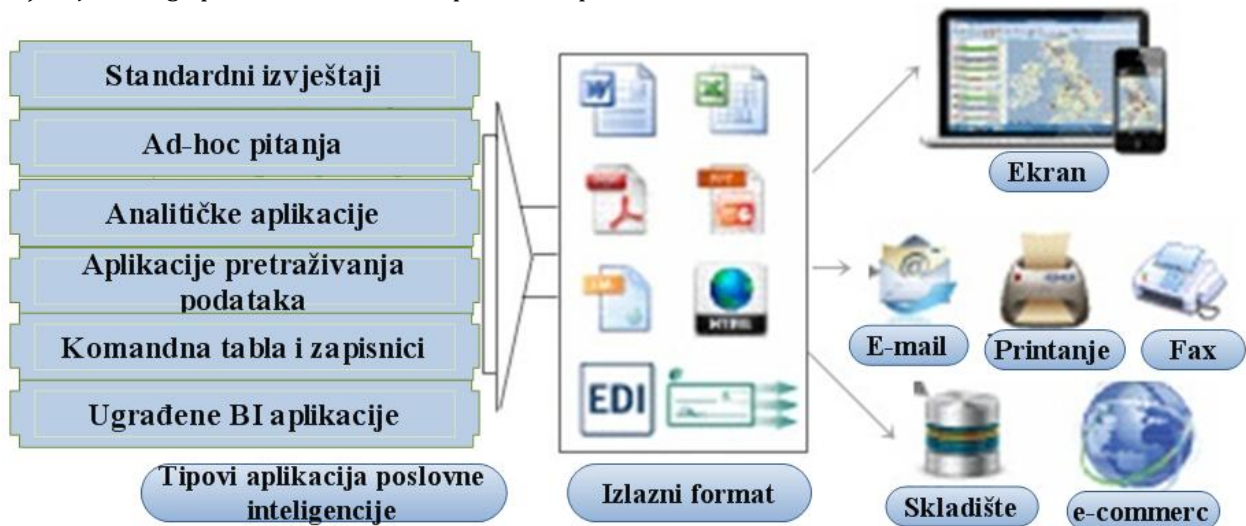 Standardni izvještaji
Ad-hoc pitanja
Analitičke aplikacije
Aplikacije pretraživanja
podataka
Komandna tabla i zapisnici
Ugrađene BI aplikacije
Tipovi aplikacija poslovne
inteligencije
EDI
HTML
Izlazni format
Ekran
E-mail
Printanje
Fax
Skladište
e-commerc